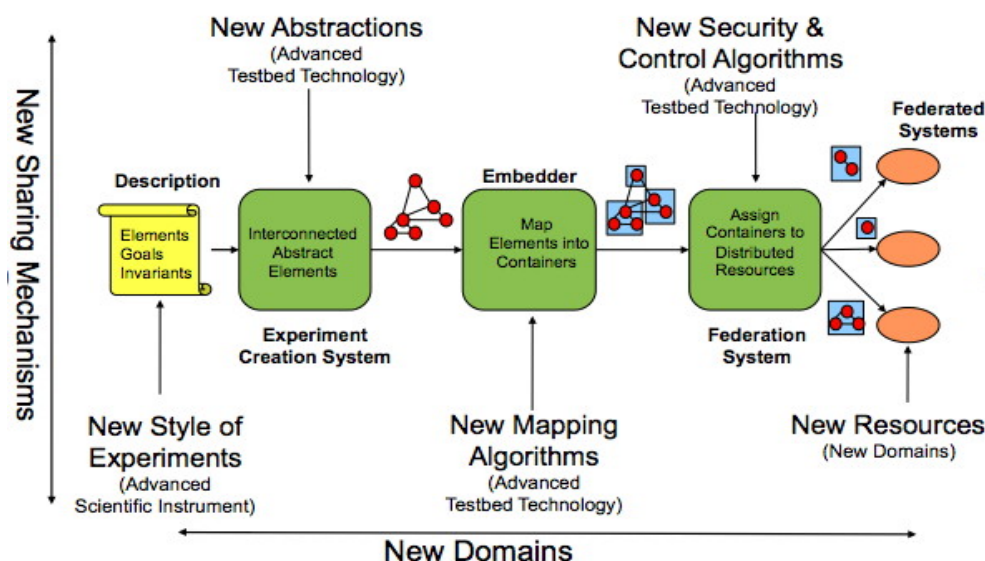 New Sharing Mechanisms
New Abstractions
(Advanced
Testbed Technology)
New Security &
Control Algorithms
(Advanced
Testbed Technology)
Federated
Systems
Description
Elements
Goals
Invariants
Interconnected
Abstract
Elements
Experiment
Creation System
Embedder
Map
Elements into
Containers
Assign
Containers to
Distributed
Resources
Federation
System
New Style of
Experiments
(Advanced
Scientific Instrument)
New Mapping
Algorithms
(Advanced
Testbed Technology)
New Resources
(New Domains)
New Domains